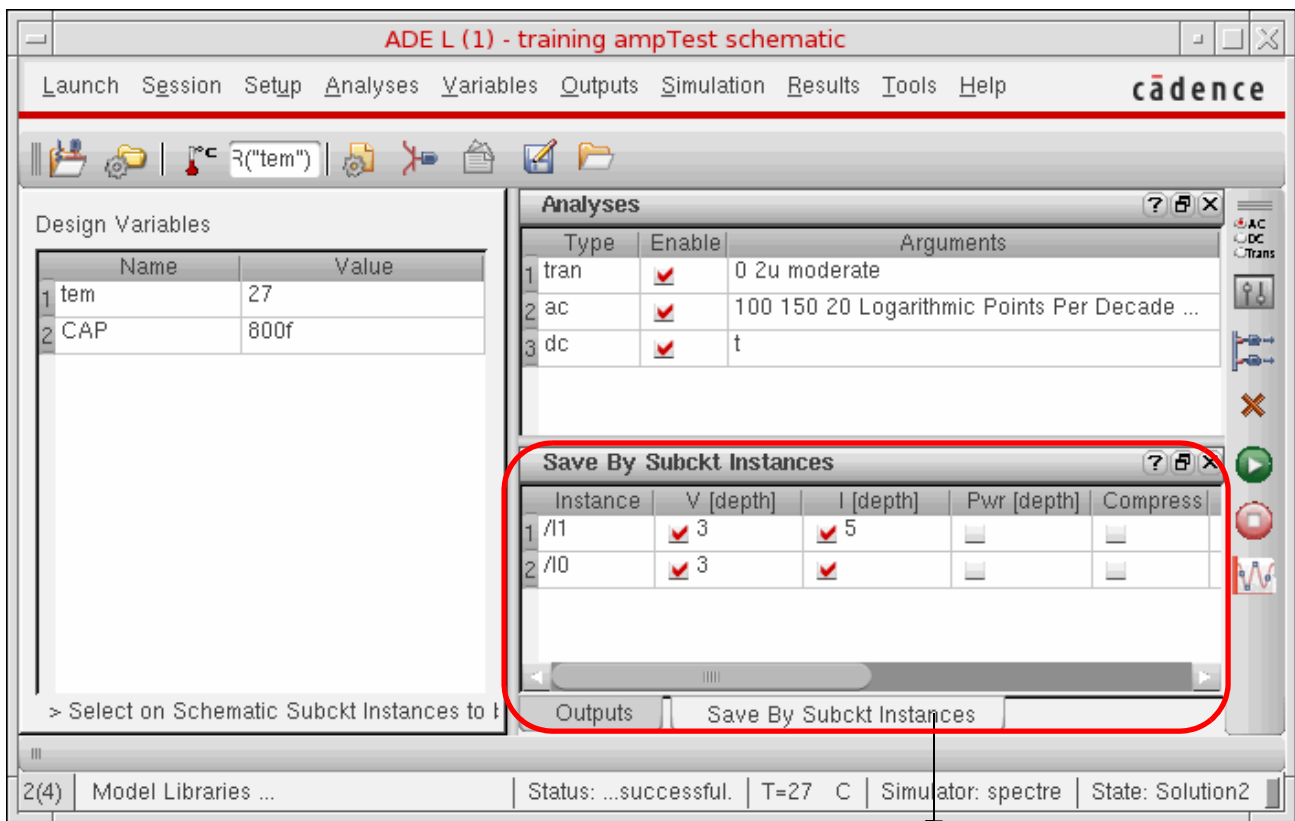 ADE L (1) - training ampTest schematic
Launch Session Setup Analyses Variables Outputs Simulation Results Tools Help cādence
°C R("tem")
Design Variables
Name Value
1 tem 27
2 CAP 800f
> Select on Schematic Subckt Instances to
Analyses
Type Enable Arguments
1 tran 0 2u moderate
2 ac 100 150 20 Logarithmic Points Per Decade ...
3 dc t
AC
DC
Trans
Save By Subckt Instances
Instance V [depth] I [depth] Pwr [depth] Compress
1 /I1 3 5
2 /I0 3
Outputs Save By Subckt Instances
2(4) Model Libraries ... Status: ...successful. T=27 C Simulator: spectre State: Solution2